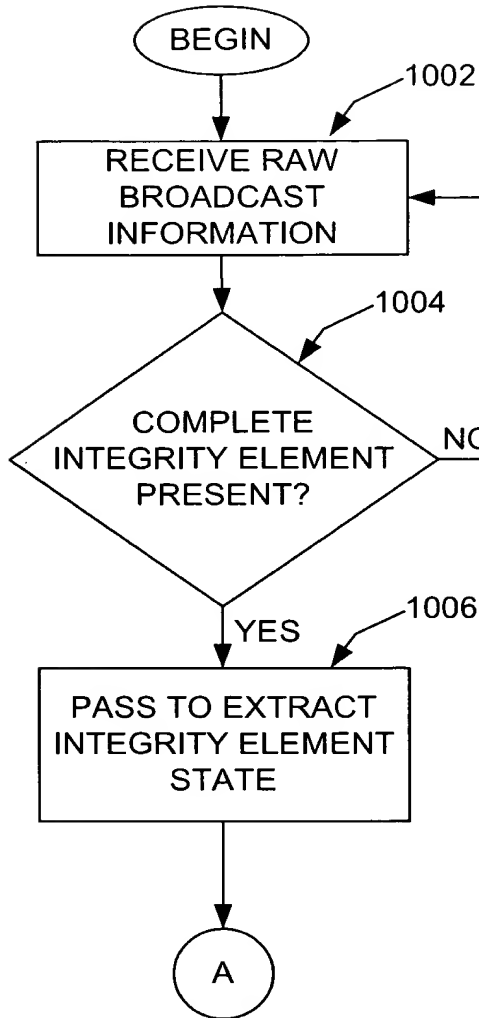 BEGIN
1002
RECEIVE RAW
BROADCAST
INFORMATION
1004
COMPLETE
INTEGRITY ELEMENT
PRESENT?
NO
YES
1006
PASS TO EXTRACT
INTEGRITY ELEMENT
STATE
A